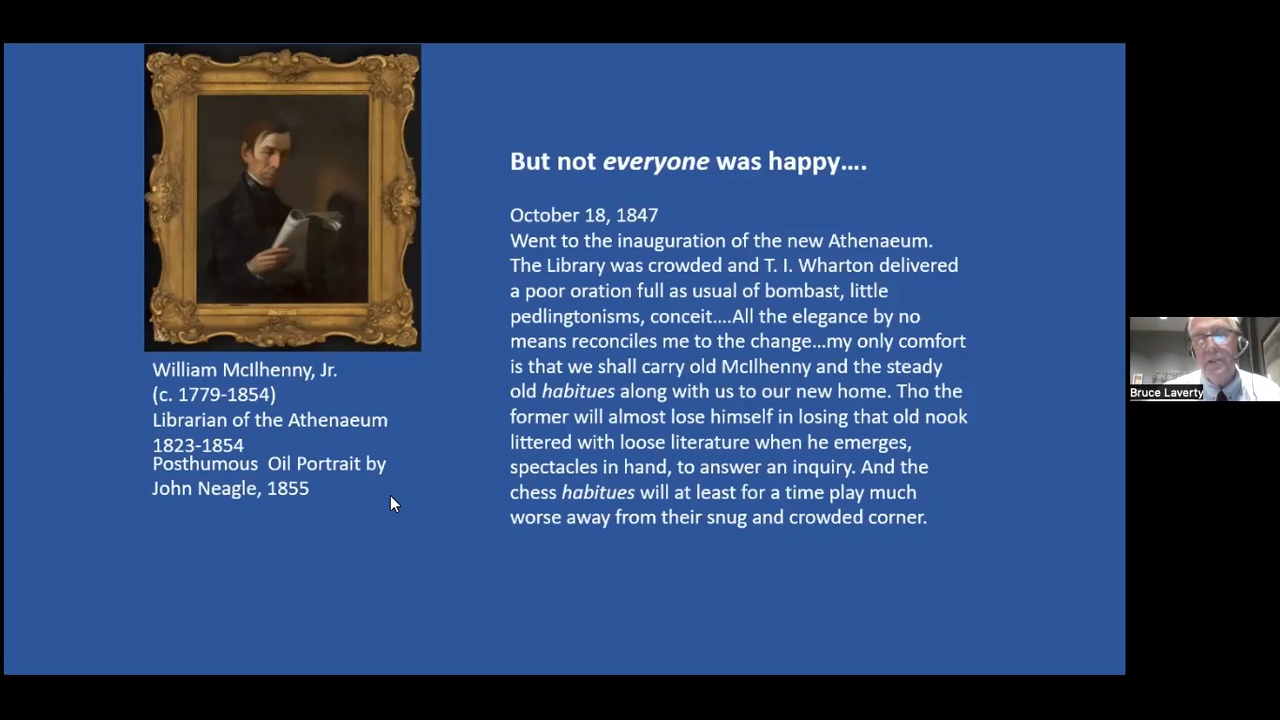 William McIlhenny, Jr.
(c. 1779-1854)
Librarian of the Athenaeum
1823-1854
Posthumous Oil Portrait by
John Neagle, 1855
But not everyone was happy….
October 18, 1847
Went to the inauguration of the new Athenaeum.
The Library was crowded and T. I. Wharton delivered
a poor oration full as usual of bombast, little
pedlingtonisms, conceit….All the elegance by no
means reconciles me to the change…my only comfort
is that we shall carry old McIlhenny and the steady
old habitues along with us to our new home. Tho the
former will almost lose himself in losing that old nook
littered with loose literature when he emerges,
spectacles in hand, to answer an inquiry. And the
chess habitues will at least for a time play much
worse away from their snug and crowded corner.
Bruce Laverty